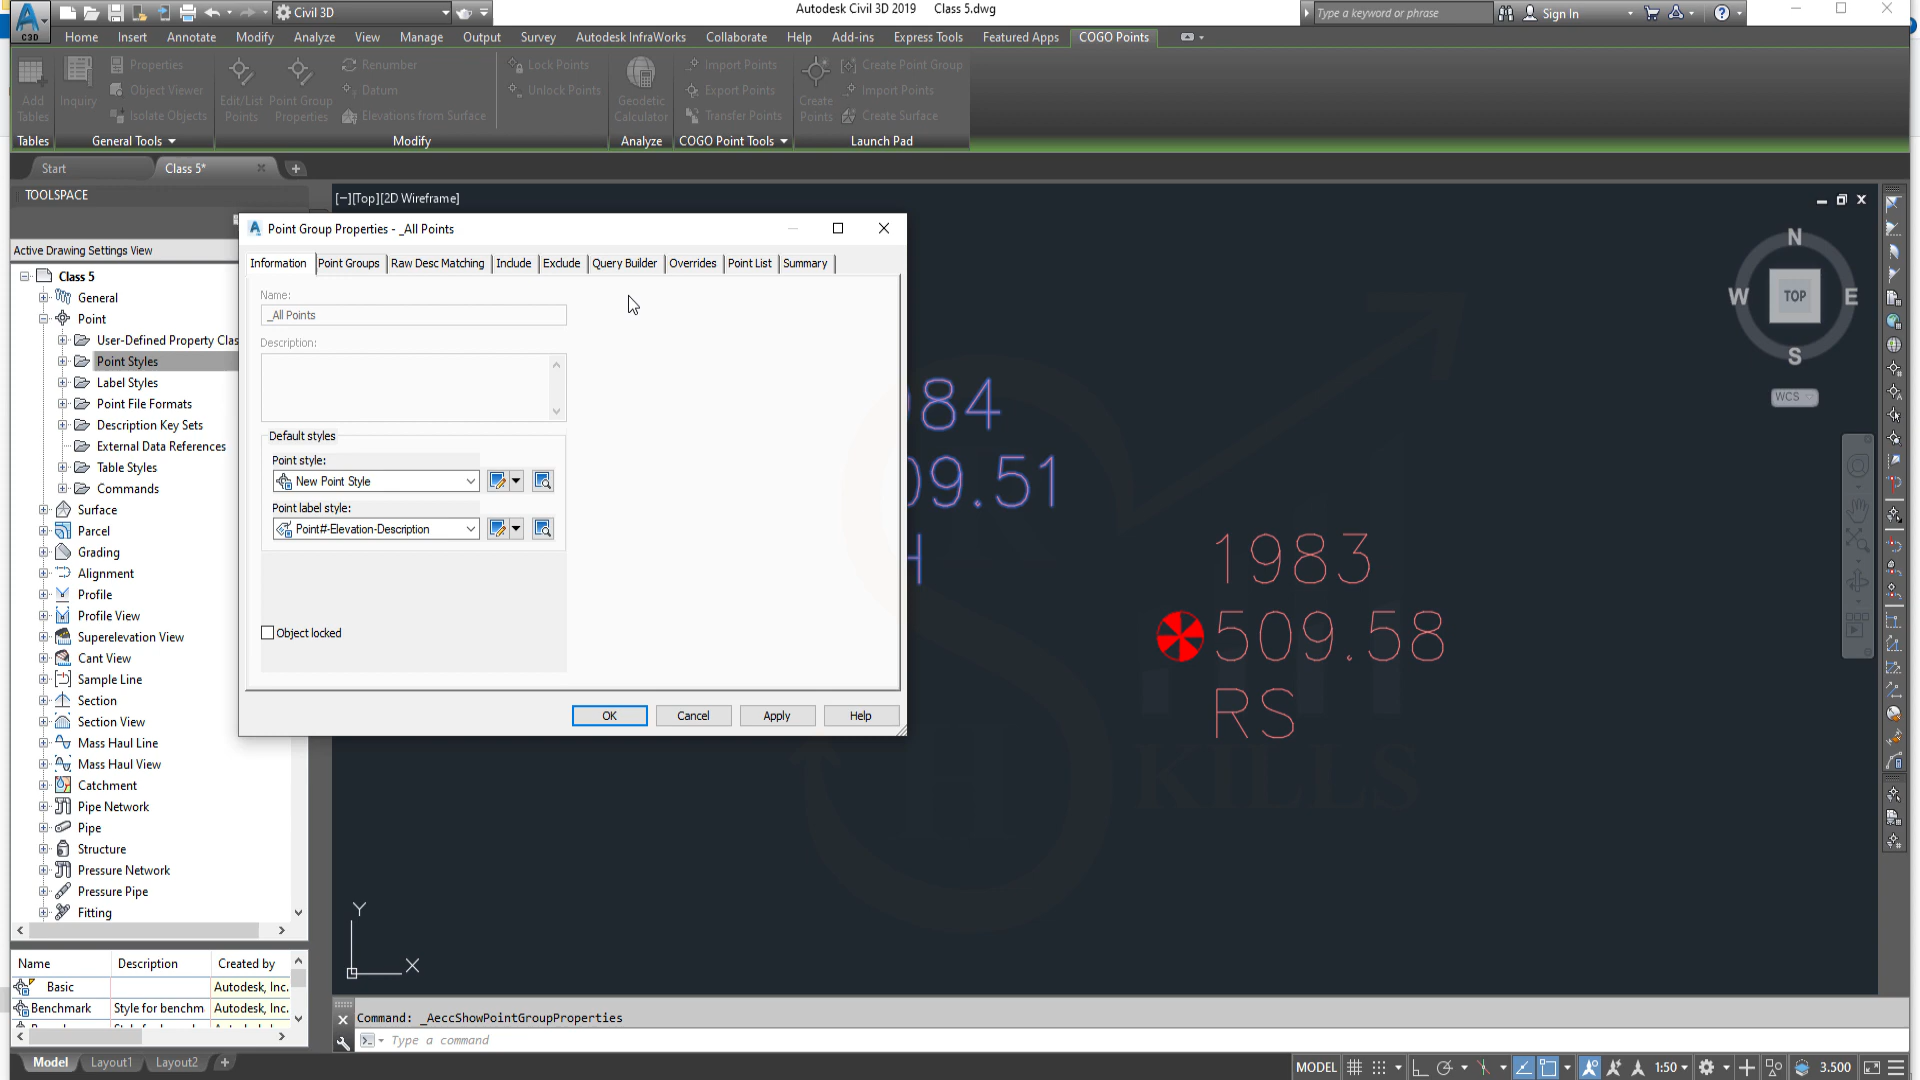 C3D
Civil 3D
Autodesk Civil 3D 2019 Class 5.dwg
Type a keyword or phrase
Sign In
Home Insert Annotate Modify Analyze View Manage Output Survey Autodesk InfraWorks Collaborate Help Add-ins Express Tools Featured Apps COGO Points
Add Tables
Inquiry
Properties
Object Viewer
Isolate Objects
Edit/List Points
Point Group Properties
Renumber
Datum
Elevations from Surface
Lock Points
Unlock Points
Geodetic Calculator
Import Points
Export Points
Transfer Points
Create Points
Create Point Group
Import Points
Create Surface
Tables General Tools Modify Analyze COGO Point Tools Launch Pad
Start Class 5*
TOOLSPACE
[−][Top][2D Wireframe]
Active Drawing Settings View
Class 5
General
Point
User-Defined Property Clas
Point Styles
Label Styles
Point File Formats
Description Key Sets
External Data References
Table Styles
Commands
Surface
Parcel
Grading
Alignment
Profile
Profile View
Superelevation View
Cant View
Sample Line
Section
Section View
Mass Haul Line
Mass Haul View
Catchment
Pipe Network
Pipe
Structure
Pressure Network
Pressure Pipe
Fitting
Name Description Created by
Basic Autodesk, Inc.
Benchmark Style for benchm Autodesk, Inc.
Point Group Properties - _All Points
Information Point Groups Raw Desc Matching Include Exclude Query Builder Overrides Point List Summary
Name:
_All Points
Description:
Default styles
Point style:
New Point Style
Point label style:
Point#-Elevation-Description
Object locked
OK Cancel Apply Help
N
W TOP E
S
WCS
84
09.51
H
1983
509.58
RS
KILLS
Y
X
Command: _AeccShowPointGroupProperties
Type a command
Model Layout1 Layout2 +
MODEL 1:50 3.500